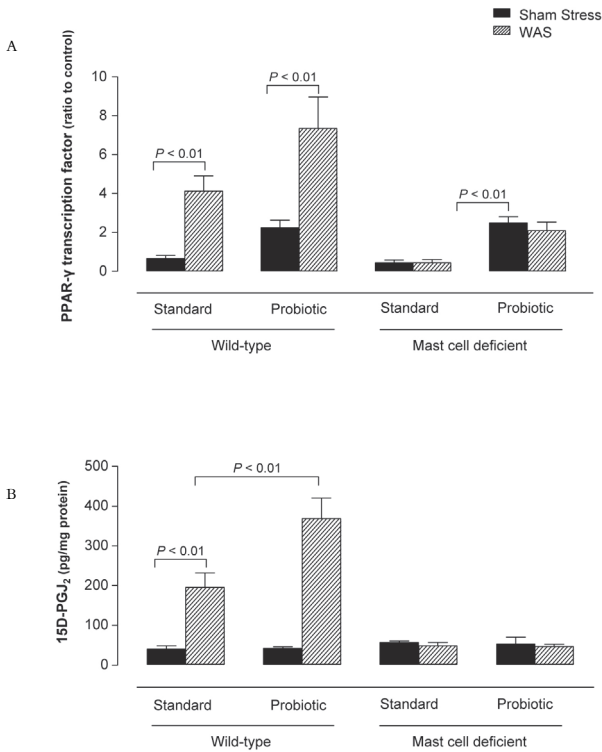 Sham Stress
WAS
A
PPAR-γ transcription factor (ratio to control)
10
8
6
4
2
0
P < 0.01
P < 0.01
P < 0.01
Standard Probiotic Standard Probiotic
Wild-type Mast cell deficient
B
15D-PGJ2 (pg/mg protein)
500
400
300
200
100
0
P < 0.01
P < 0.01
Standard Probiotic Standard Probiotic
Wild-type Mast cell deficient